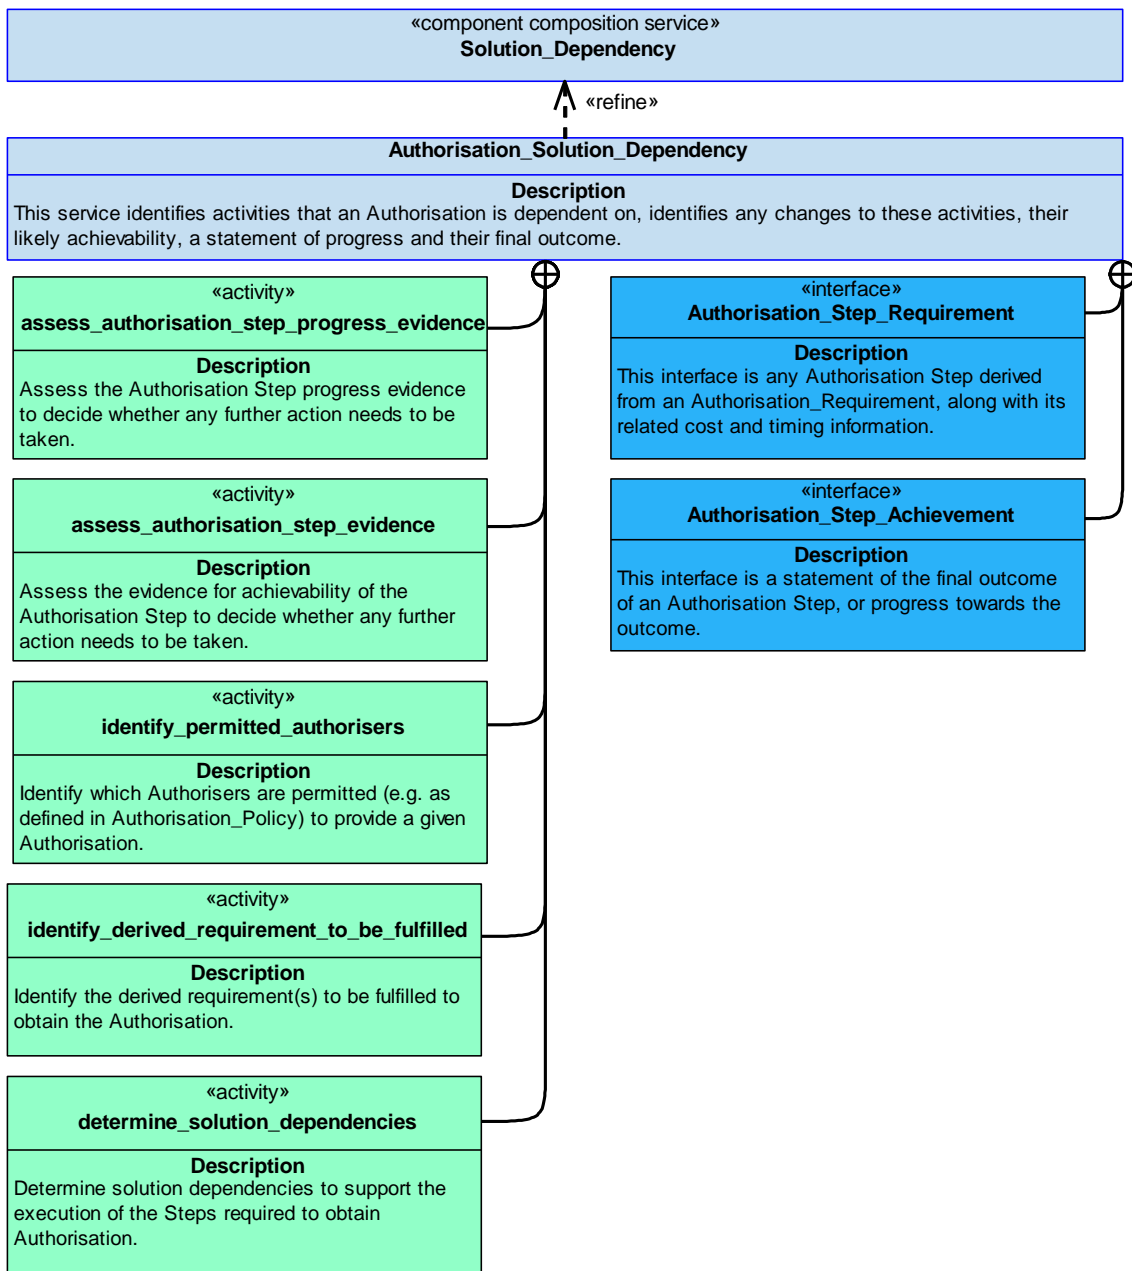 «component composition service»
Solution_Dependency
«refine»
Authorisation_Solution_Dependency
Description
This service identifies activities that an Authorisation is dependent on, identifies any changes to these activities, their
likely achievability, a statement of progress and their final outcome.
«activity»
assess_authorisation_step_progress_evidence
Description
Assess the Authorisation Step progress evidence
to decide whether any further action needs to be
taken.
«activity»
assess_authorisation_step_evidence
Description
Assess the evidence for achievability of the
Authorisation Step to decide whether any further
action needs to be taken.
«activity»
identify_permitted_authorisers
Description
Identify which Authorisers are permitted (e.g. as
defined in Authorisation_Policy) to provide a given
Authorisation.
«activity»
identify_derived_requirement_to_be_fulfilled
Description
Identify the derived requirement(s) to be fulfilled to
obtain the Authorisation.
«activity»
determine_solution_dependencies
Description
Determine solution dependencies to support the
execution of the Steps required to obtain
Authorisation.
«interface»
Authorisation_Step_Requirement
Description
This interface is any Authorisation Step derived
from an Authorisation_Requirement, along with its
related cost and timing information.
«interface»
Authorisation_Step_Achievement
Description
This interface is a statement of the final outcome
of an Authorisation Step, or progress towards the
outcome.